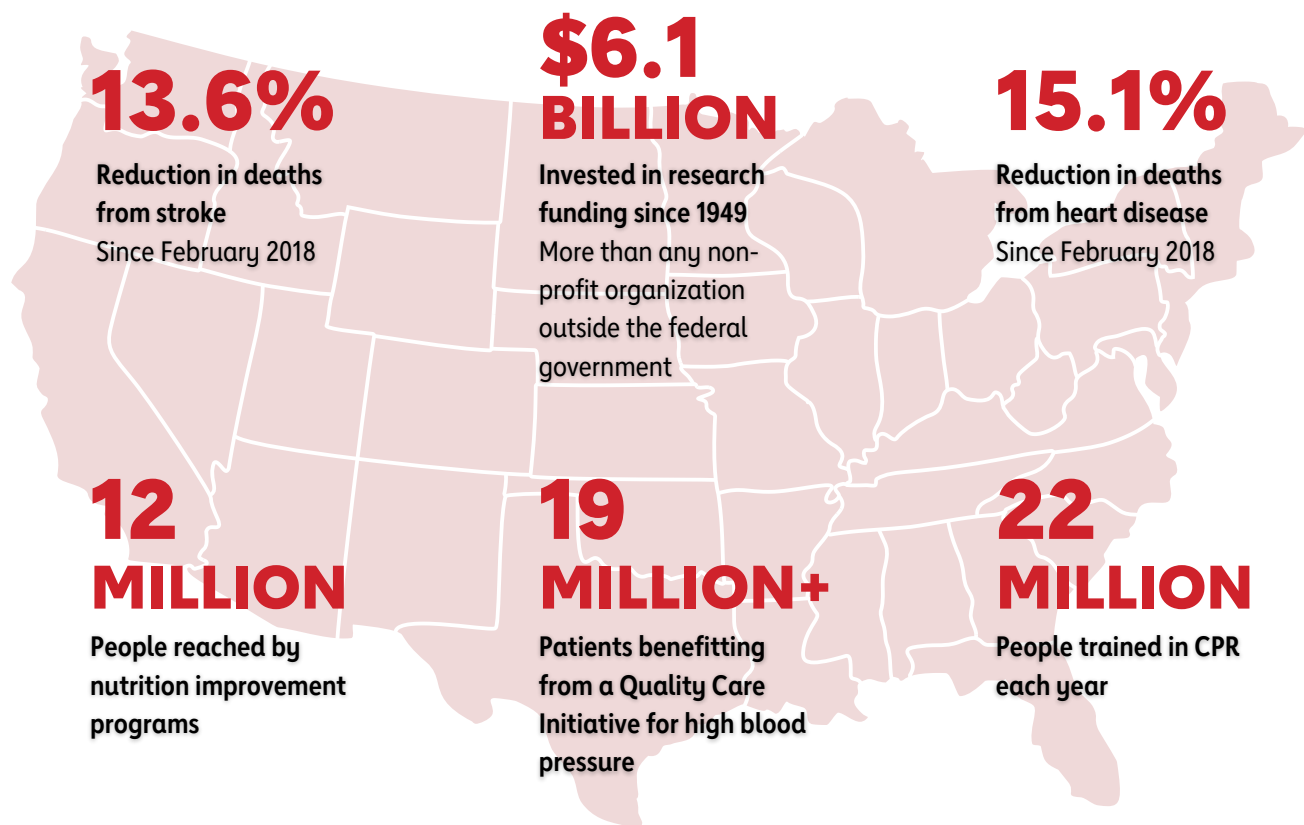 13.6%
Reduction in deaths
from stroke
Since February 2018
$6.1
BILLION
Invested in research
funding since 1949
More than any non-
profit organization
outside the federal
government
15.1%
Reduction in deaths
from heart disease
Since February 2018
12
MILLION
People reached by
nutrition improvement
programs
19
MILLION+
Patients benefitting
from a Quality Care
Initiative for high blood
pressure
22
MILLION
People trained in CPR
each year